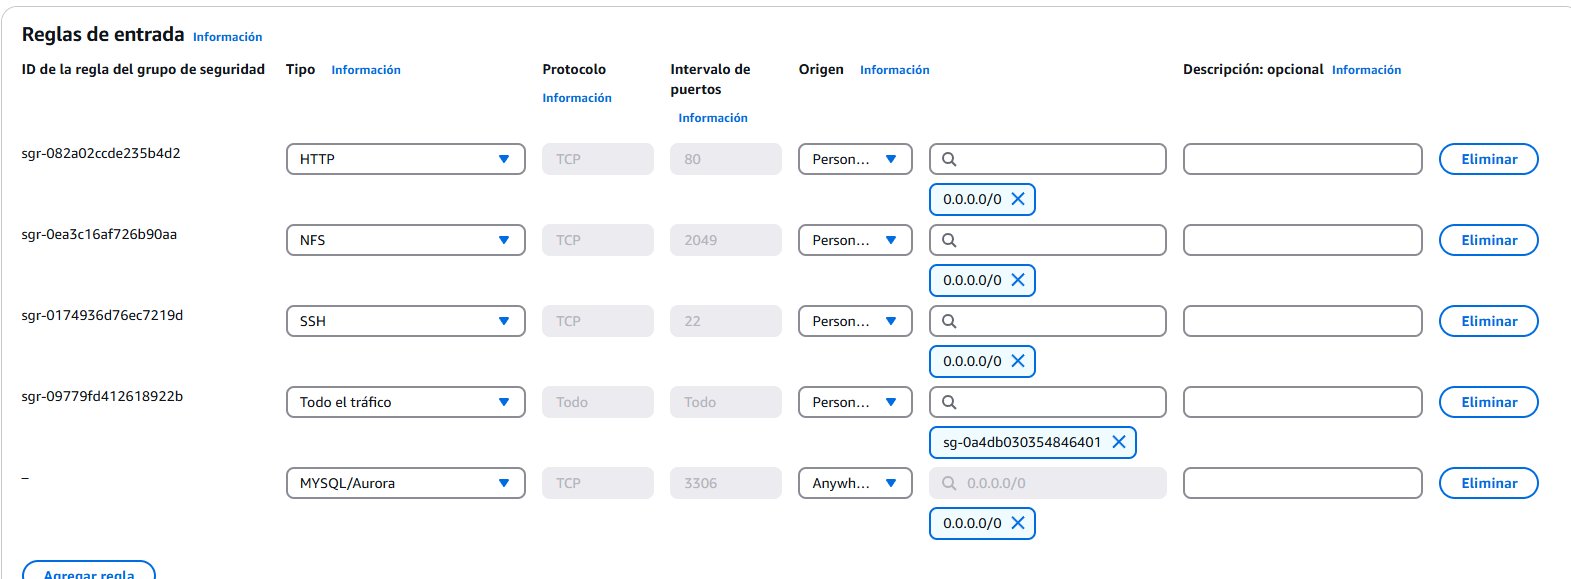 Reglas de entrada Información
ID de la regla del grupo de seguridad Tipo Información Protocolo Información Intervalo de puertos Información Origen Información Descripción: opcional Información
sgr-082a02ccde235b4d2 HTTP TCP 80 Person... Eliminar
0.0.0.0/0
sgr-0ea3c16af726b90aa NFS TCP 2049 Person... Eliminar
0.0.0.0/0
sgr-0174936d76ec7219d SSH TCP 22 Person... Eliminar
0.0.0.0/0
sgr-09779fd412618922b Todo el tráfico Todo Todo Person... Eliminar
sg-0a4db030354846401
– MYSQL/Aurora TCP 3306 Anywh... 0.0.0.0/0 Eliminar
0.0.0.0/0
Agregar regla